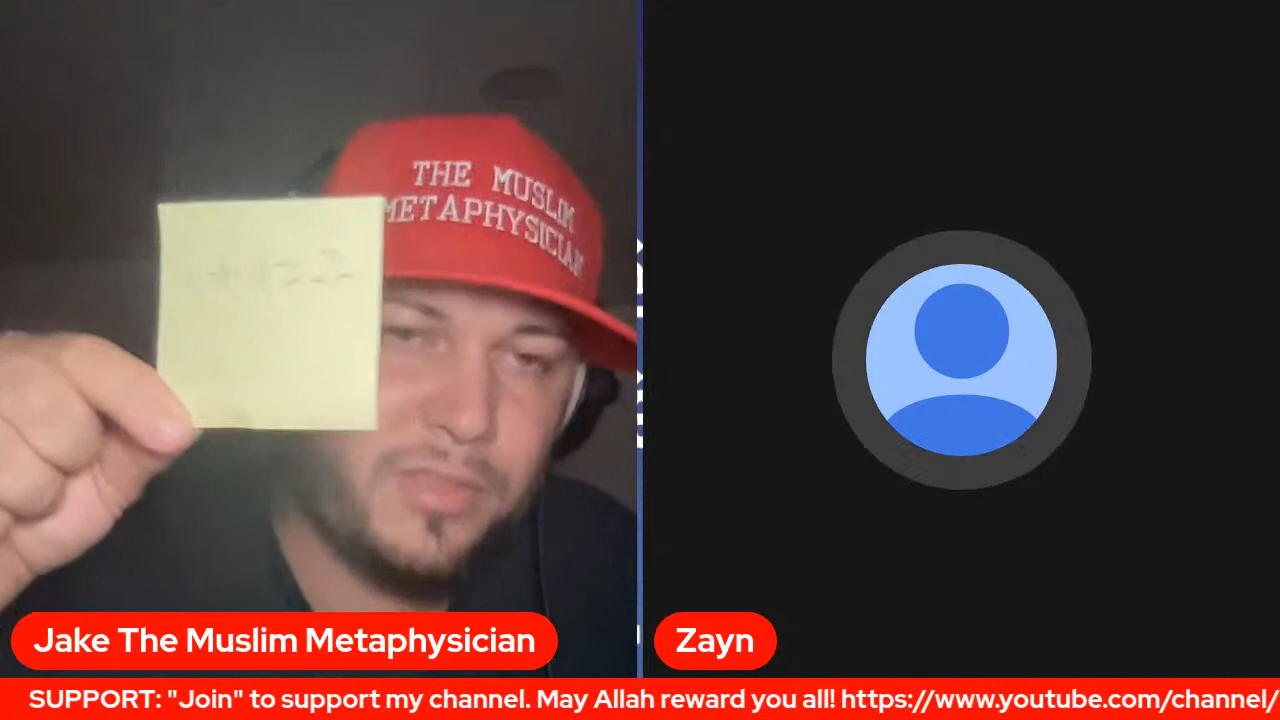 THE MUSLIM
METAPHYSICIAN
Jake The Muslim Metaphysician
Zayn
SUPPORT: "Join" to support my channel. May Allah reward you all! https://www.youtube.com/channel/